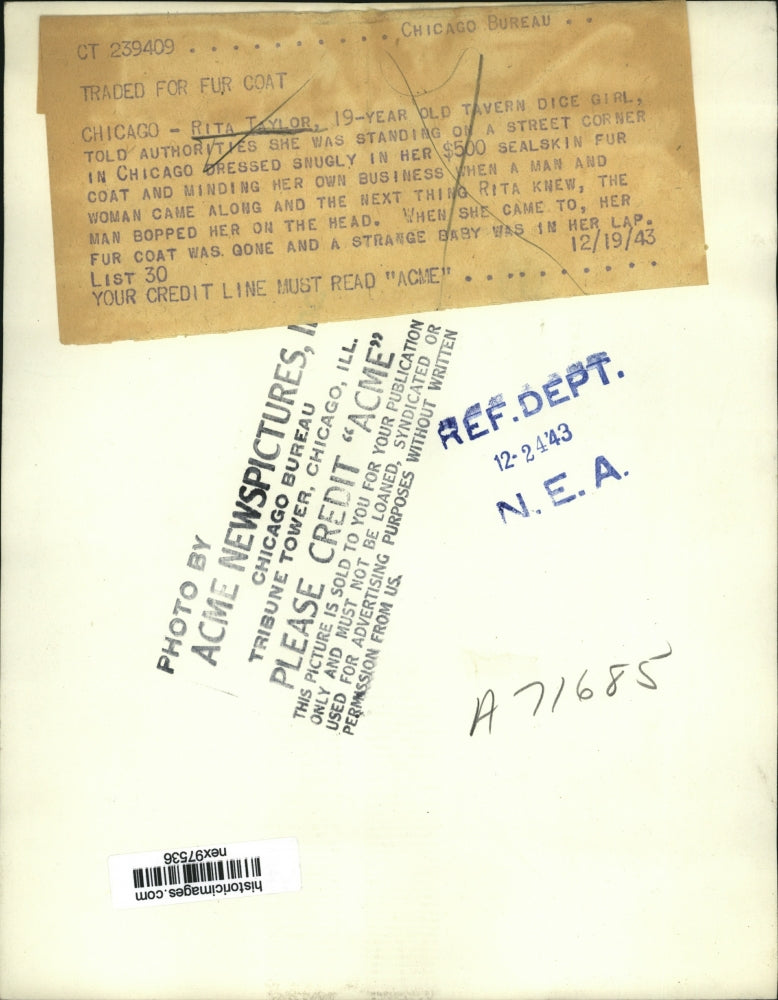 CT 239409 . . . . . . . . . . . CHICAGO BUREAU . .
TRADED FOR FUR COAT
CHICAGO - RITA TAYLOR, 19-YEAR OLD TAVERN DICE GIRL,
TOLD AUTHORITIES SHE WAS STANDING ON A STREET CORNER
IN CHICAGO DRESSED SNUGLY IN HER $500 SEALSKIN FUR
COAT AND MINDING HER OWN BUSINESS WHEN A MAN AND
WOMAN CAME ALONG AND THE NEXT THING RITA KNEW, THE
MAN BOPPED HER ON THE HEAD. WHEN SHE CAME TO, HER
FUR COAT WAS GONE AND A STRANGE BABY WAS IN HER LAP.
LIST 30 12/19/43
YOUR CREDIT LINE MUST READ "ACME" . . . . . . . . . .
PHOTO BY
ACME NEWSPICTURES,
CHICAGO BUREAU
TRIBUNE TOWER, CHICAGO, ILL.
PLEASE CREDIT "ACME"
THIS PICTURE IS SOLD TO YOU FOR YOUR PUBLICATION
ONLY AND MUST NOT BE LOANED, SYNDICATED OR
USED FOR ADVERTISING PURPOSES WITHOUT WRITTEN
PERMISSION FROM US.
REF. DEPT.
12-24'43
N. E. A.
A71685
historicimages.com
nex97536